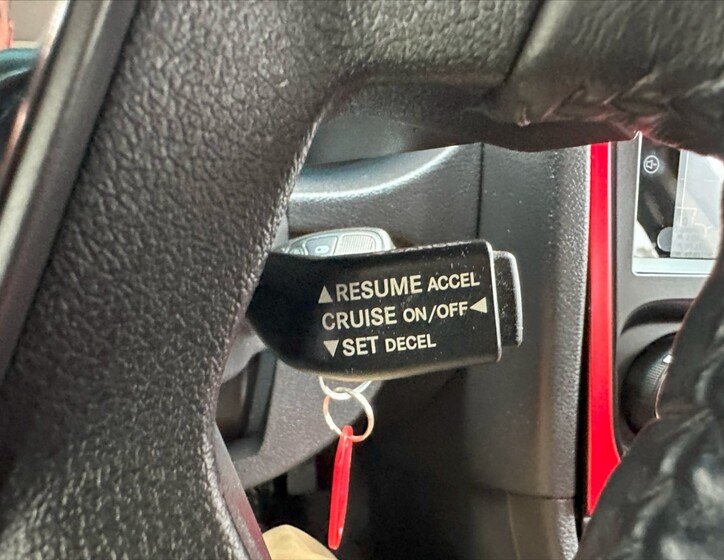 ▲RESUME ACCEL
CRUISE ON/OFF◀
▼SET DECEL